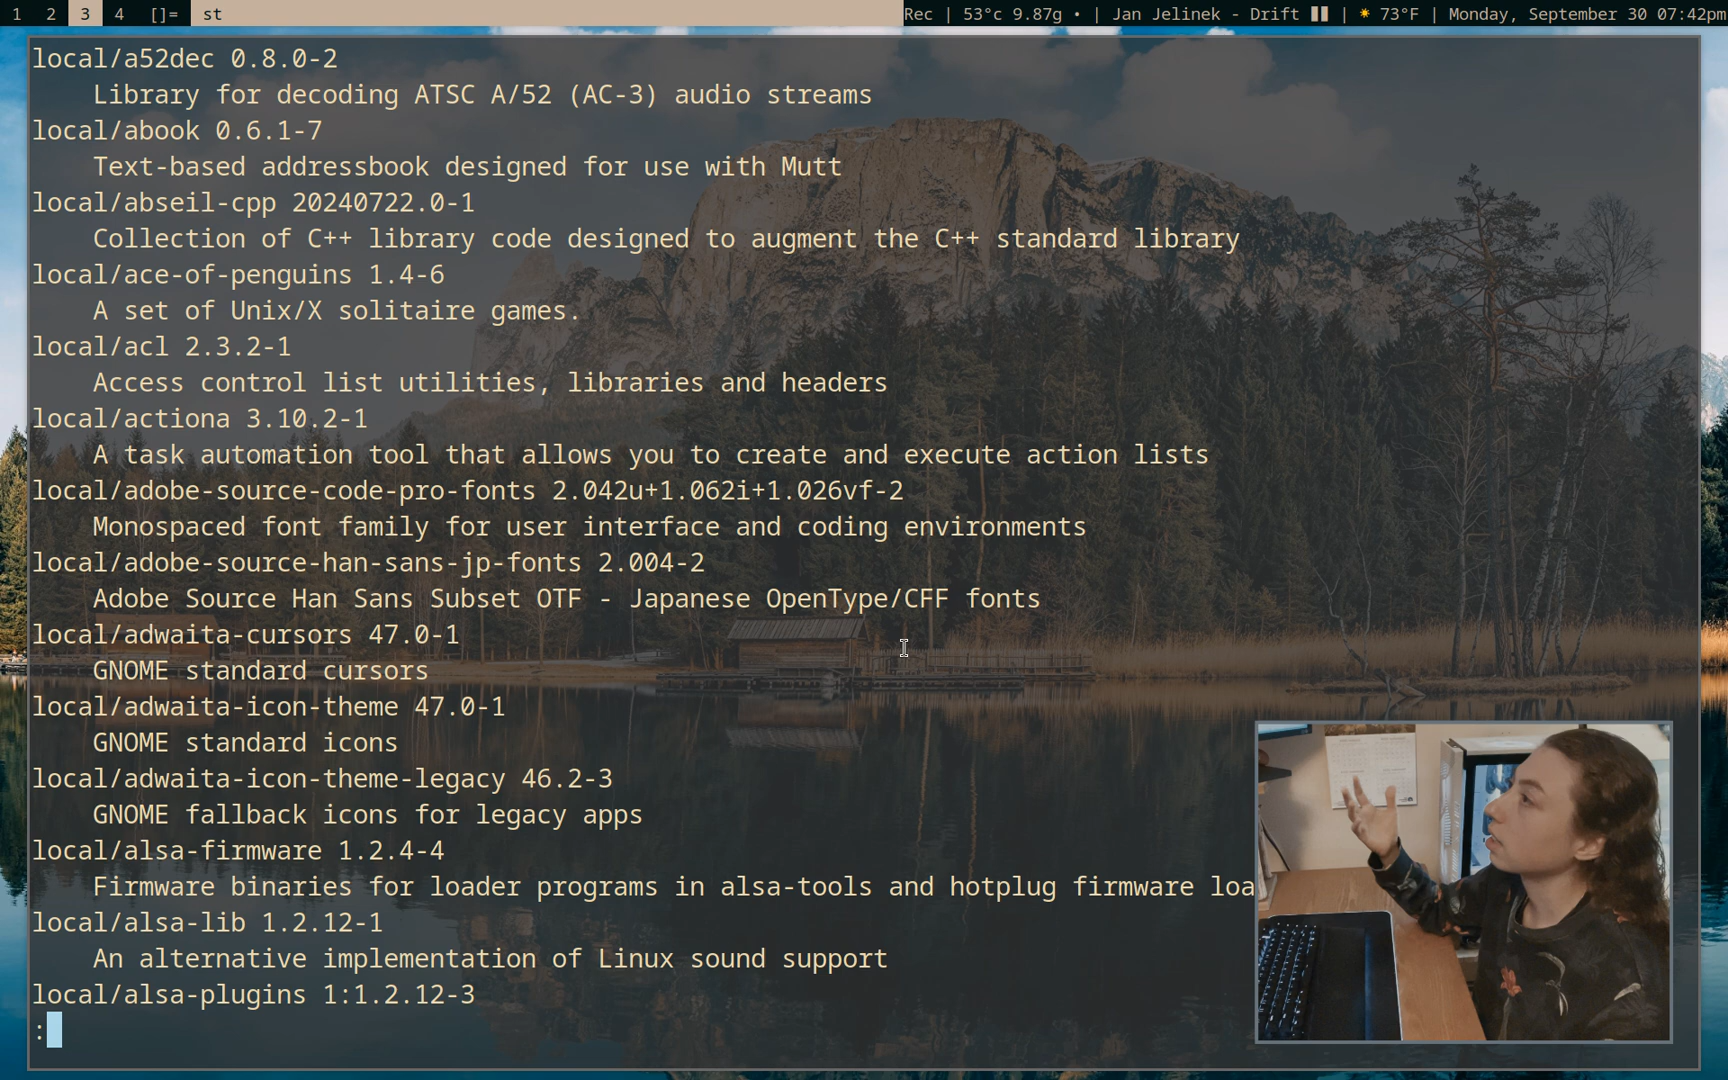 1 2 3 4 []= st Rec | 53°c 9.87g • | Jan Jelinek - Drift ▮▮ | ☀ 73°F | Monday, September 30 07:42pm
local/a52dec 0.8.0-2
Library for decoding ATSC A/52 (AC-3) audio streams
local/abook 0.6.1-7
Text-based addressbook designed for use with Mutt
local/abseil-cpp 20240722.0-1
Collection of C++ library code designed to augment the C++ standard library
local/ace-of-penguins 1.4-6
A set of Unix/X solitaire games.
local/acl 2.3.2-1
Access control list utilities, libraries and headers
local/actiona 3.10.2-1
A task automation tool that allows you to create and execute action lists
local/adobe-source-code-pro-fonts 2.042u+1.062i+1.026vf-2
Monospaced font family for user interface and coding environments
local/adobe-source-han-sans-jp-fonts 2.004-2
Adobe Source Han Sans Subset OTF - Japanese OpenType/CFF fonts
local/adwaita-cursors 47.0-1
GNOME standard cursors
local/adwaita-icon-theme 47.0-1
GNOME standard icons
local/adwaita-icon-theme-legacy 46.2-3
GNOME fallback icons for legacy apps
local/alsa-firmware 1.2.4-4
Firmware binaries for loader programs in alsa-tools and hotplug firmware loa
local/alsa-lib 1.2.12-1
An alternative implementation of Linux sound support
local/alsa-plugins 1:1.2.12-3
: